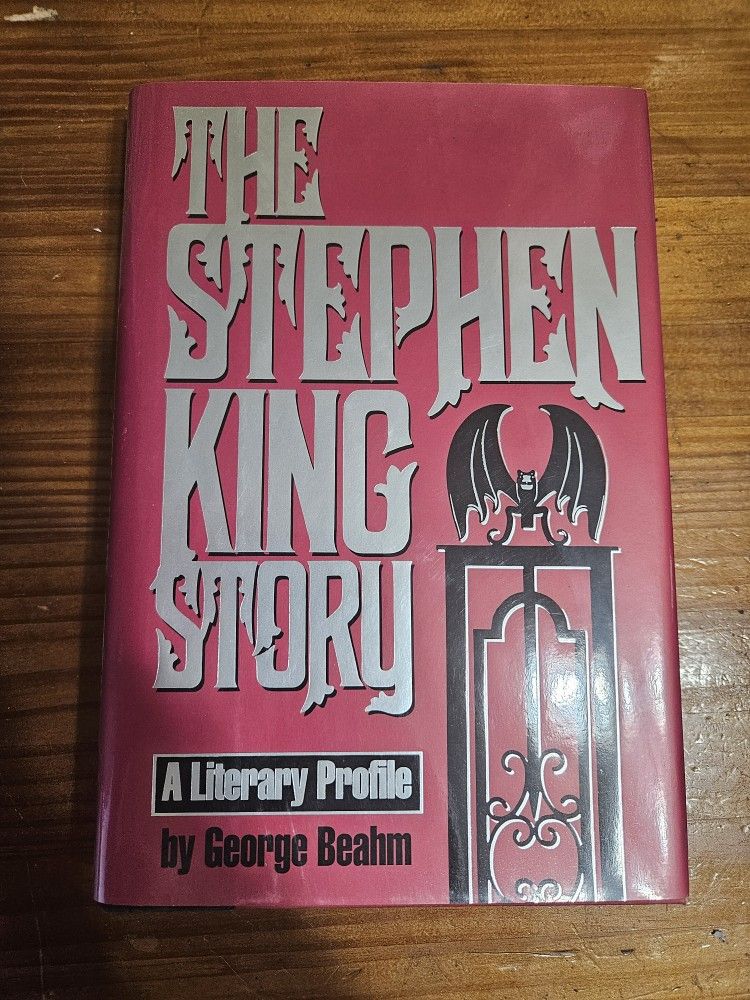 THE
STEPHEN
KING
STORY
A Literary Profile
by George Beahm